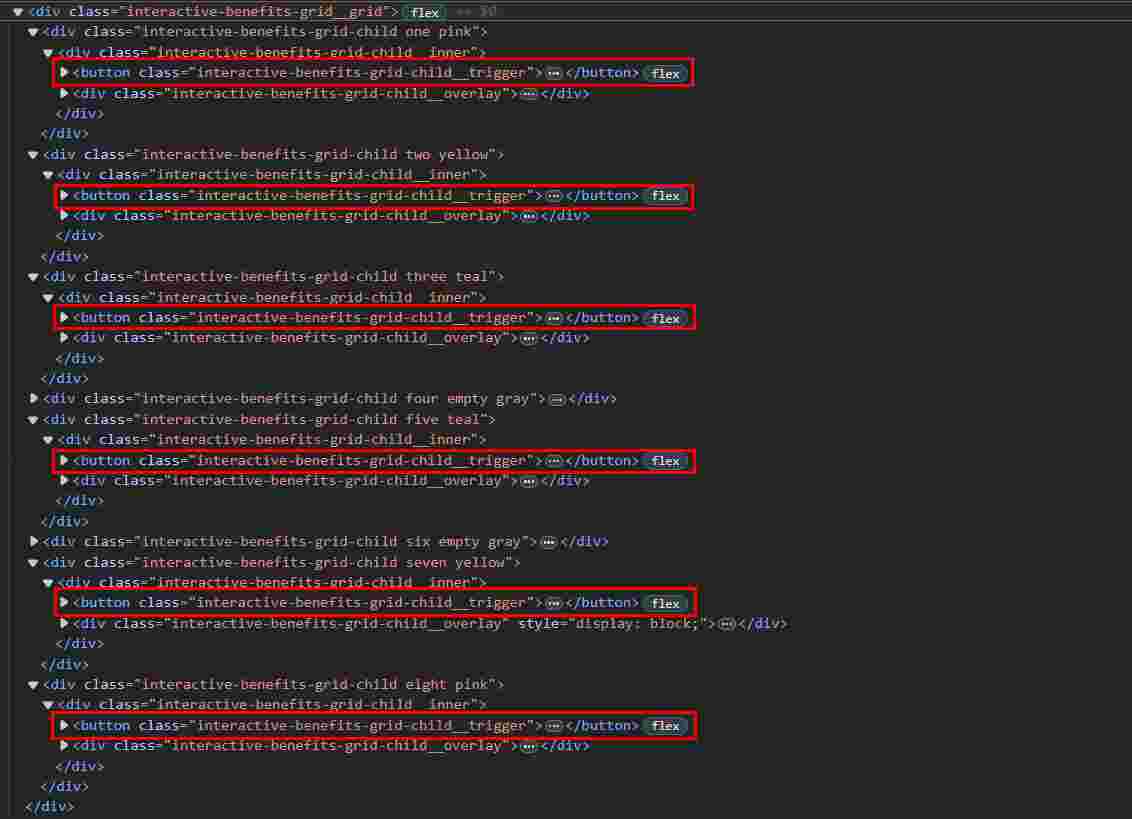 ▼<div class="interactive-benefits-grid__grid"> flex == $0
▼<div class="interactive-benefits-grid-child one pink">
▼<div class="interactive-benefits-grid-child__inner">
▶<button class="interactive-benefits-grid-child__trigger">…</button> flex
▶<div class="interactive-benefits-grid-child__overlay">…</div>
</div>
</div>
▼<div class="interactive-benefits-grid-child two yellow">
▼<div class="interactive-benefits-grid-child__inner">
▶<button class="interactive-benefits-grid-child__trigger">…</button> flex
▶<div class="interactive-benefits-grid-child__overlay">…</div>
</div>
</div>
▼<div class="interactive-benefits-grid-child three teal">
▼<div class="interactive-benefits-grid-child__inner">
▶<button class="interactive-benefits-grid-child__trigger">…</button> flex
▶<div class="interactive-benefits-grid-child__overlay">…</div>
</div>
</div>
▶<div class="interactive-benefits-grid-child four empty gray">…</div>
▼<div class="interactive-benefits-grid-child five teal">
▼<div class="interactive-benefits-grid-child__inner">
▶<button class="interactive-benefits-grid-child__trigger">…</button> flex
▶<div class="interactive-benefits-grid-child__overlay">…</div>
</div>
</div>
▶<div class="interactive-benefits-grid-child six empty gray">…</div>
▼<div class="interactive-benefits-grid-child seven yellow">
▼<div class="interactive-benefits-grid-child__inner">
▶<button class="interactive-benefits-grid-child__trigger">…</button> flex
▶<div class="interactive-benefits-grid-child__overlay" style="display: block;">…</div>
</div>
</div>
▼<div class="interactive-benefits-grid-child eight pink">
▼<div class="interactive-benefits-grid-child__inner">
▶<button class="interactive-benefits-grid-child__trigger">…</button> flex
▶<div class="interactive-benefits-grid-child__overlay">…</div>
</div>
</div>
</div>